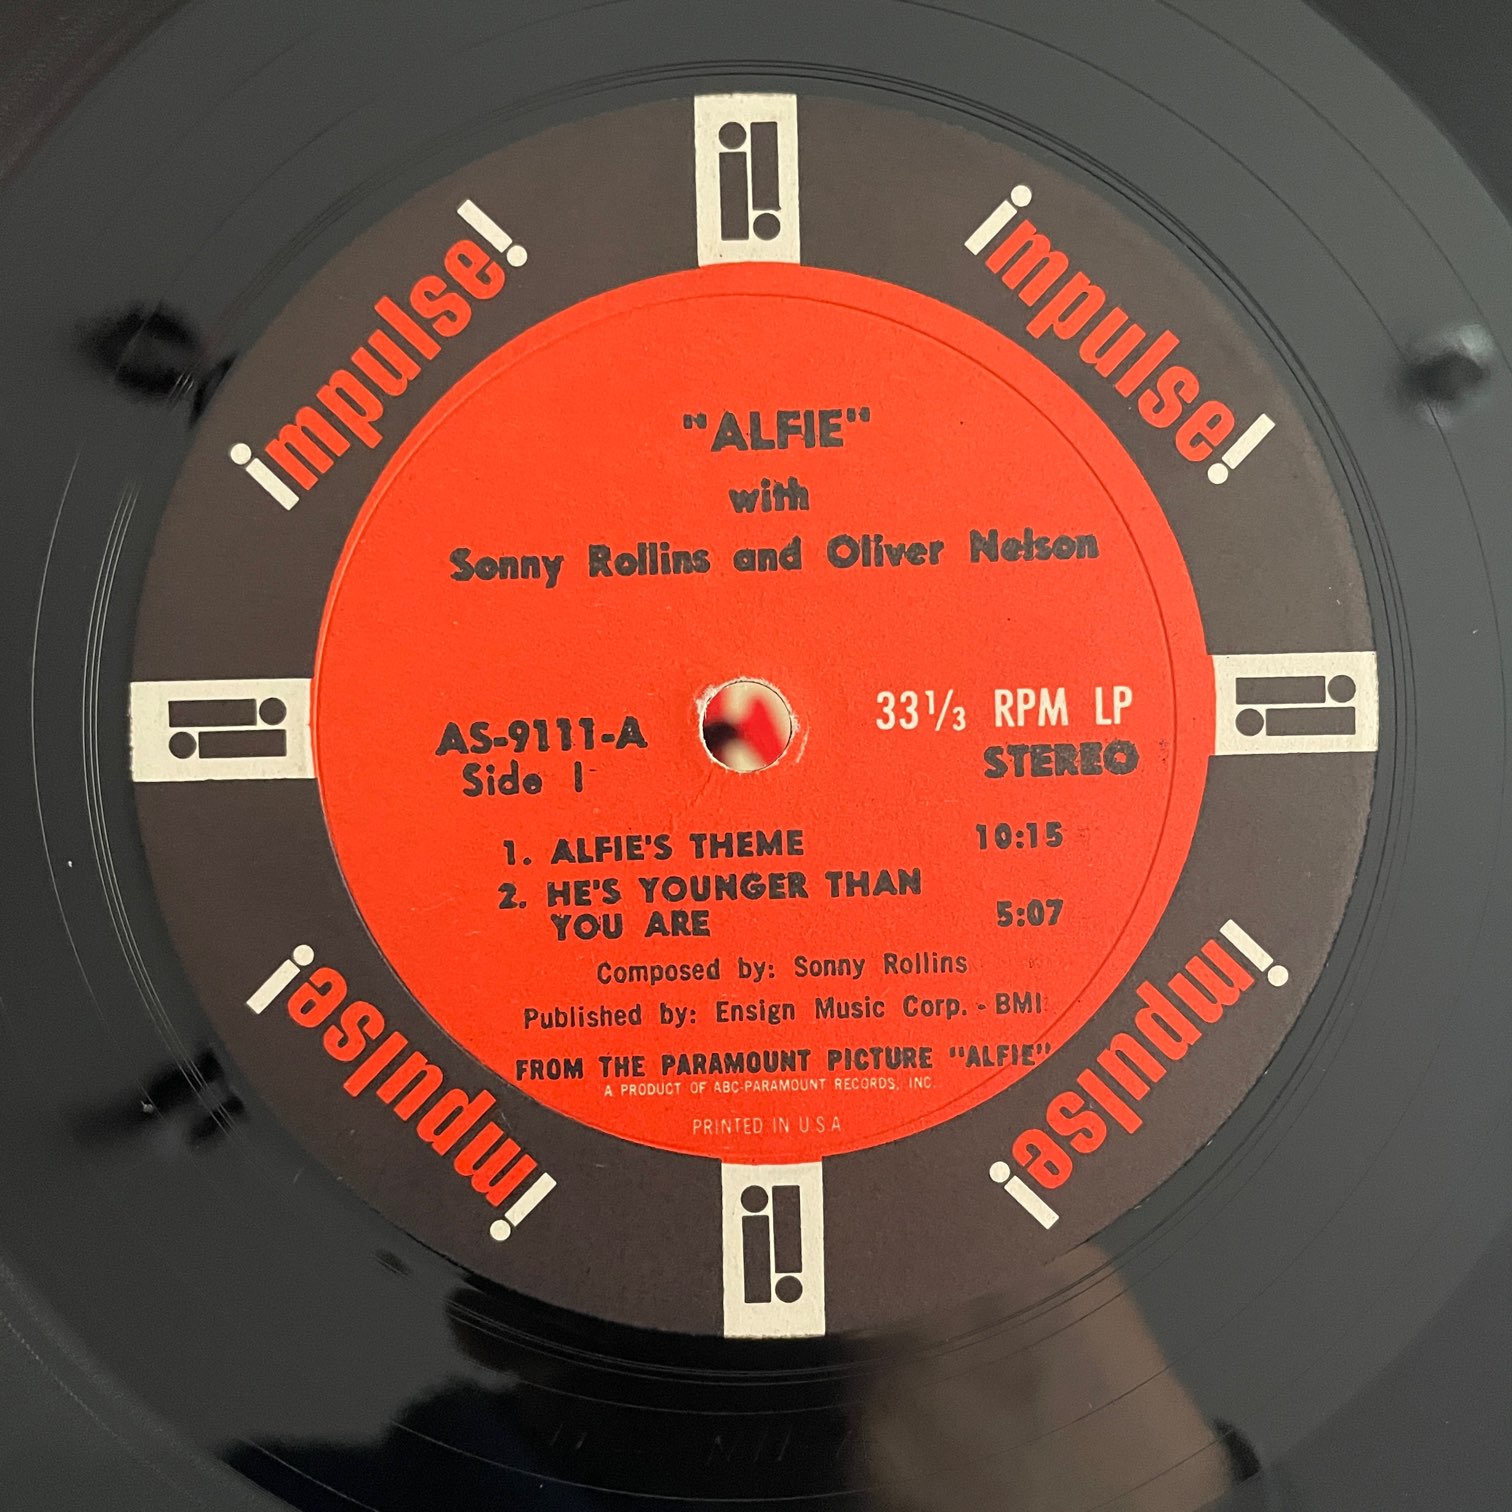 impulse!
impulse!
"ALFIE"
with
Sonny Rollins and Oliver Nelson
AS-9111-A
Side 1
33 1/3 RPM LP
STEREO
1. ALFIE'S THEME 10:15
2. HE'S YOUNGER THAN
YOU ARE 5:07
Composed by: Sonny Rollins
Published by: Ensign Music Corp. - BMI
FROM THE PARAMOUNT PICTURE "ALFIE"
A PRODUCT OF ABC-PARAMOUNT RECORDS, INC.
PRINTED IN U.S.A
impulse!
impulse!